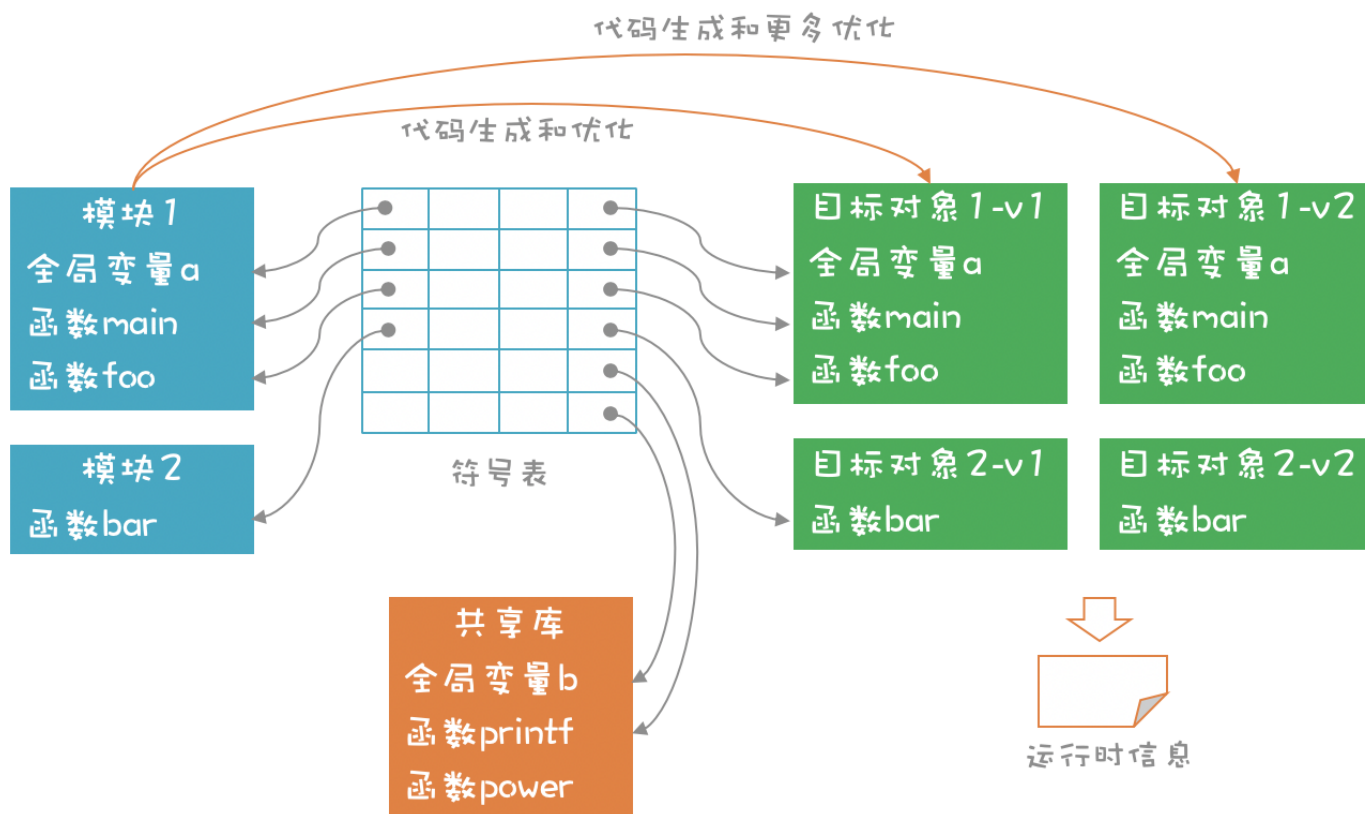 代码生成和更多优化
代码生成和优化
模块1
全局变量a
函数main
函数foo
模块2
函数bar
符号表
共享库
全局变量b
函数printf
函数power
目标对象1-v1
全局变量a
函数main
函数foo
目标对象2-v1
函数bar
目标对象1-v2
全局变量a
函数main
函数foo
目标对象2-v2
函数bar
运行时信息